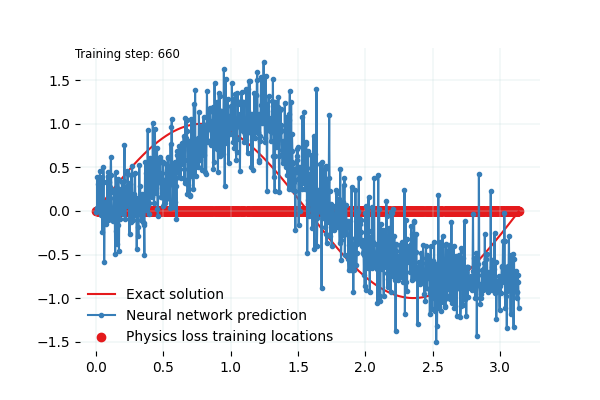 Training step: 660
1.5
1.0
0.5
0.0
−0.5
−1.0
−1.5
Exact solution
Neural network prediction
Physics loss training locations
0.0 0.5 1.0 1.5 2.0 2.5 3.0